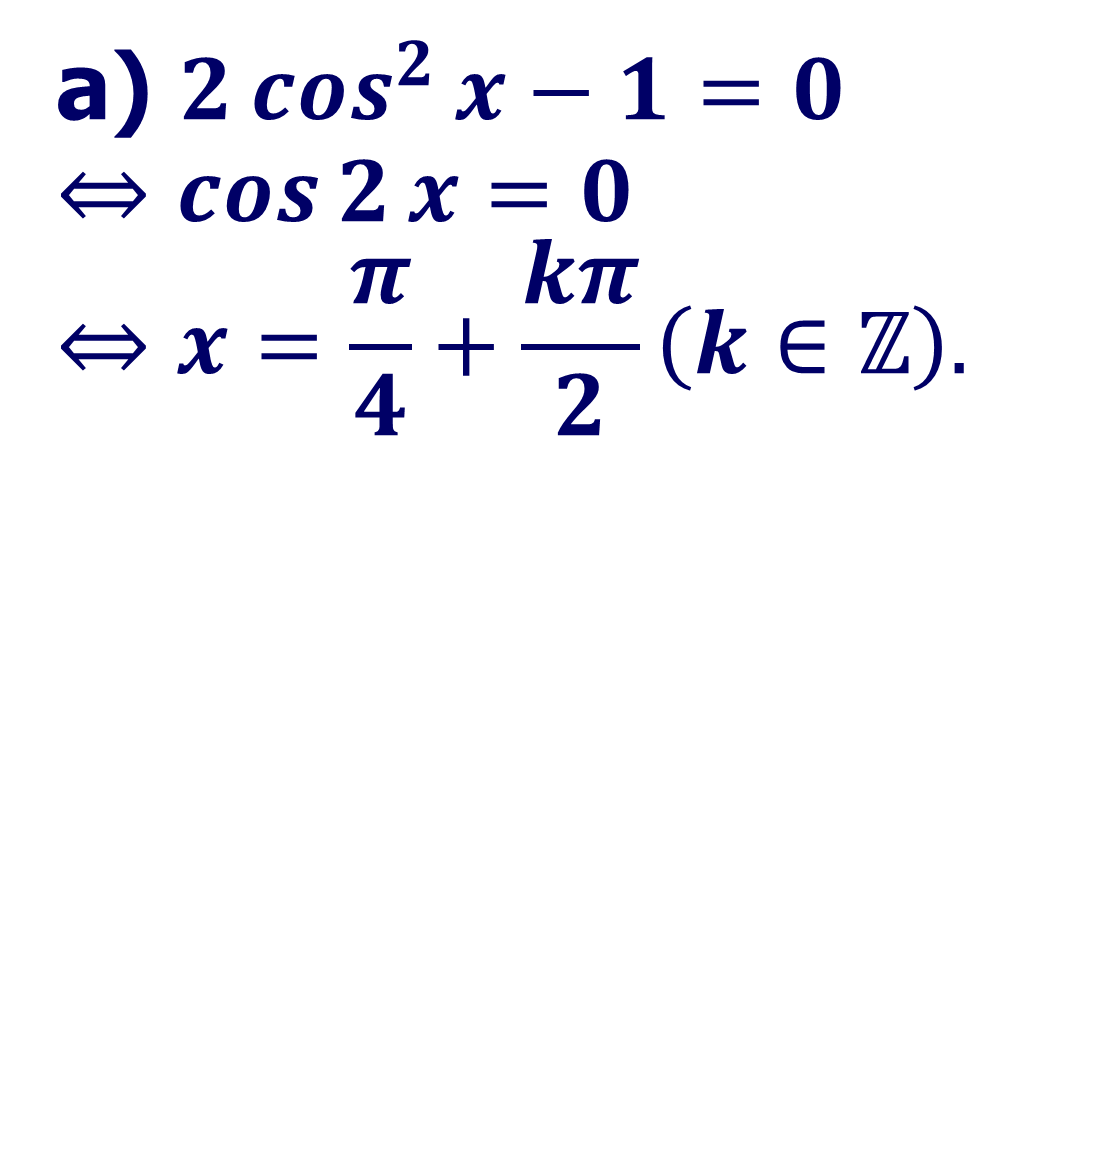 a) 2 cos² x − 1 = 0
⇔ cos 2 x = 0
⇔ x = π/4 + kπ/2 (k ∈ ℤ).